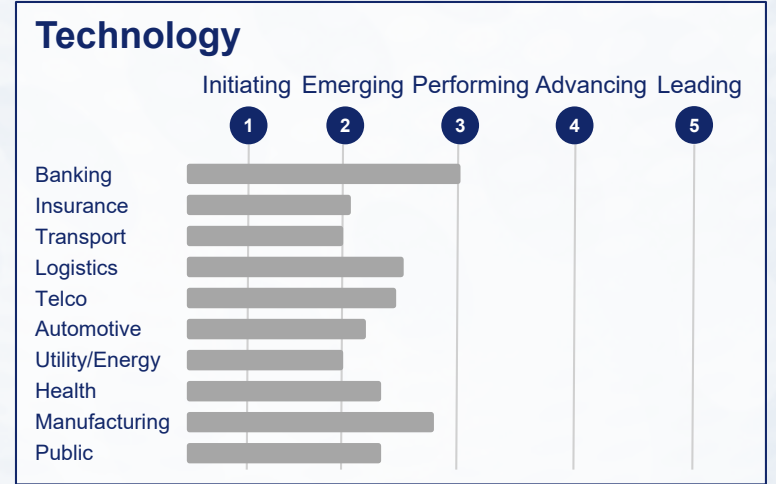 Technology
Initiating Emerging Performing Advancing Leading
1 2 3 4 5
Banking
Insurance
Transport
Logistics
Telco
Automotive
Utility/Energy
Health
Manufacturing
Public